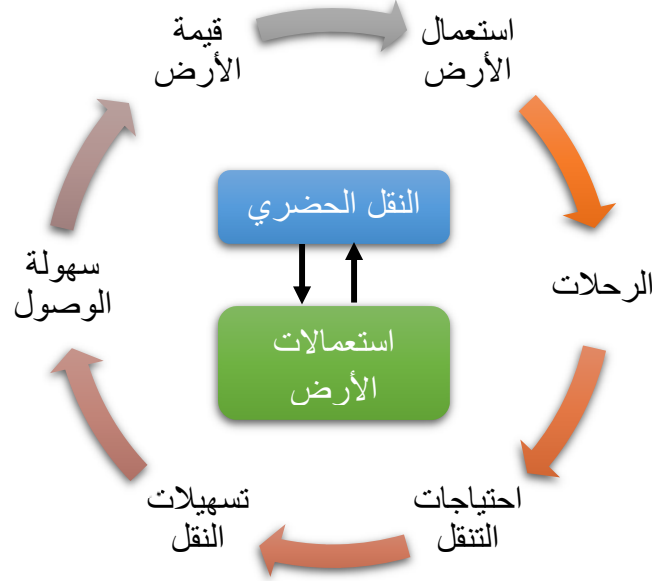 استعمال
الأرض
الرحلات
احتياجات
التنقل
تسهيلات
النقل
سهولة
الوصول
قيمة
الأرض
النقل الحضري
استعمالات
الأرض